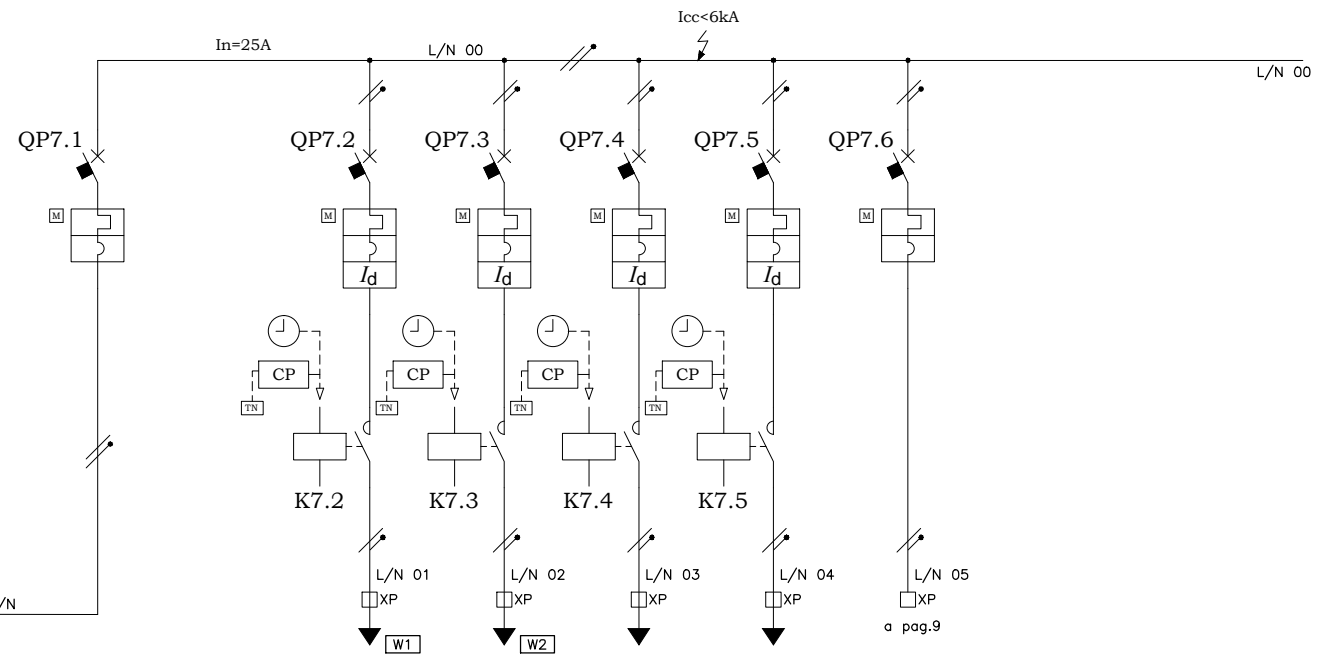 Icc<6kA
In=25A
L/N 00
L/N 00
QP7.1
QP7.2
QP7.3
QP7.4
QP7.5
QP7.6
M
M
M
M
M
M
Id
Id
Id
Id
CP
CP
CP
CP
TN
TN
TN
TN
K7.2
K7.3
K7.4
K7.5
L/N 01
L/N 02
L/N 03
L/N 04
L/N 05
/N
XP
XP
XP
XP
XP
a pag.9
W1
W2